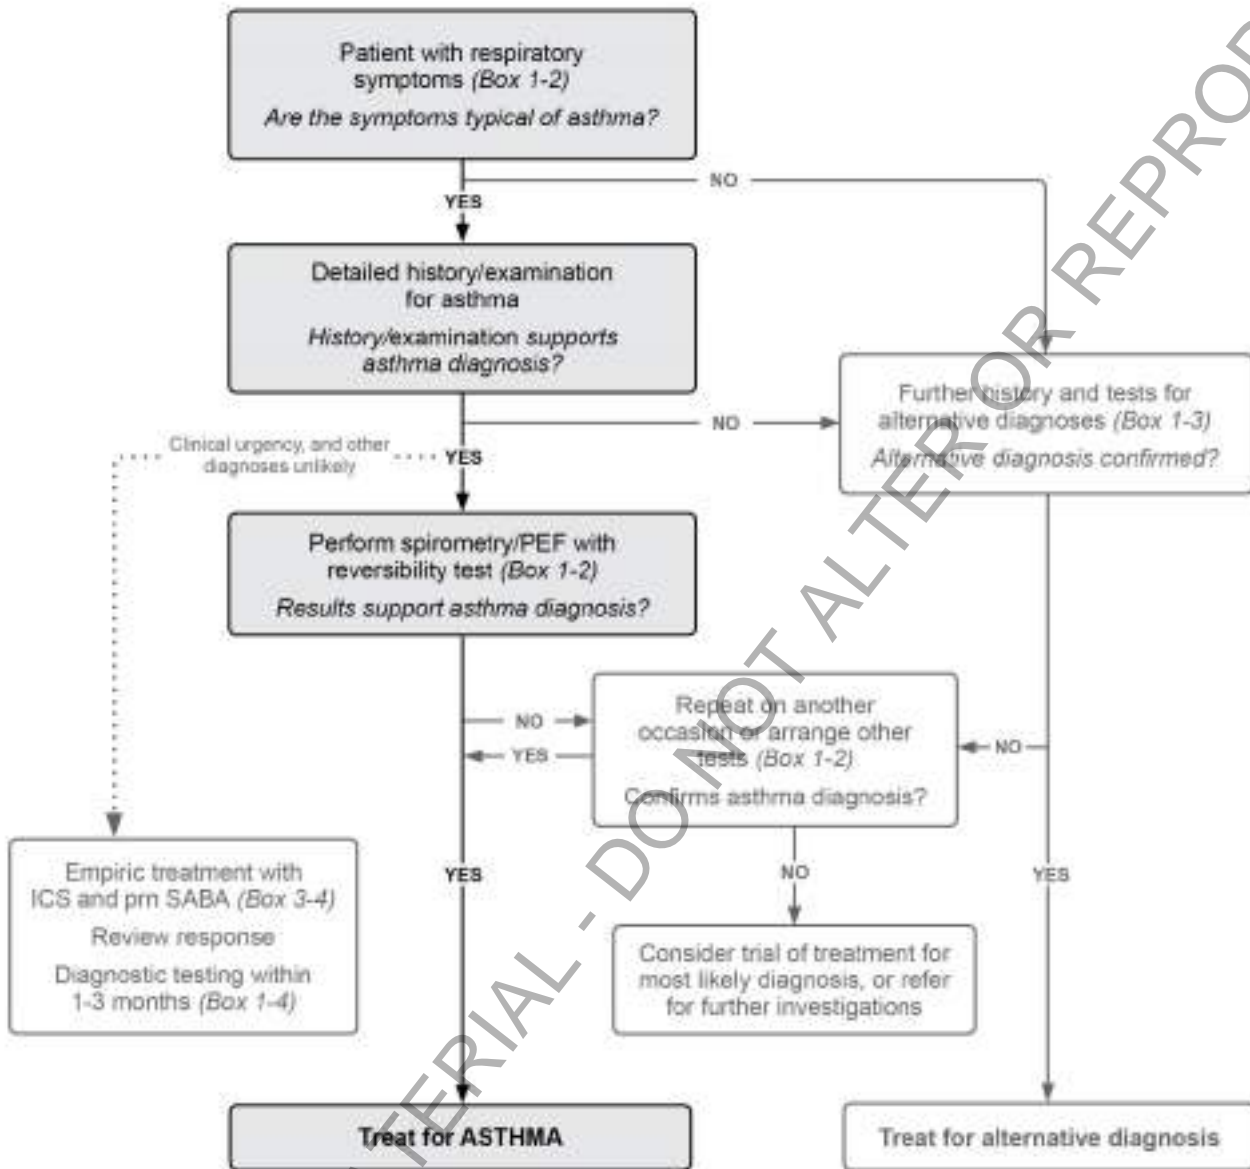 Patient with respiratory
symptoms (Box 1-2)
Are the symptoms typical of asthma?
NO
YES
Detailed history/examination
for asthma
History/examination supports
asthma diagnosis?
Further history and tests for
alternative diagnoses (Box 1-3)
Alternative diagnosis confirmed?
NO
Clinical urgency, and other
diagnoses unlikely
YES
Perform spirometry/PEF with
reversibility test (Box 1-2)
Results support asthma diagnosis?
Repeat on another
occasion or arrange other
tests (Box 1-2)
Confirms asthma diagnosis?
NO
YES
NO
Empiric treatment with
ICS and prn SABA (Box 3-4)
Review response
Diagnostic testing within
1-3 months (Box 1-4)
YES
NO
YES
Consider trial of treatment for
most likely diagnosis, or refer
for further investigations
Treat for ASTHMA
Treat for alternative diagnosis
TERIAL - DO NOT ALTER OR REPROD